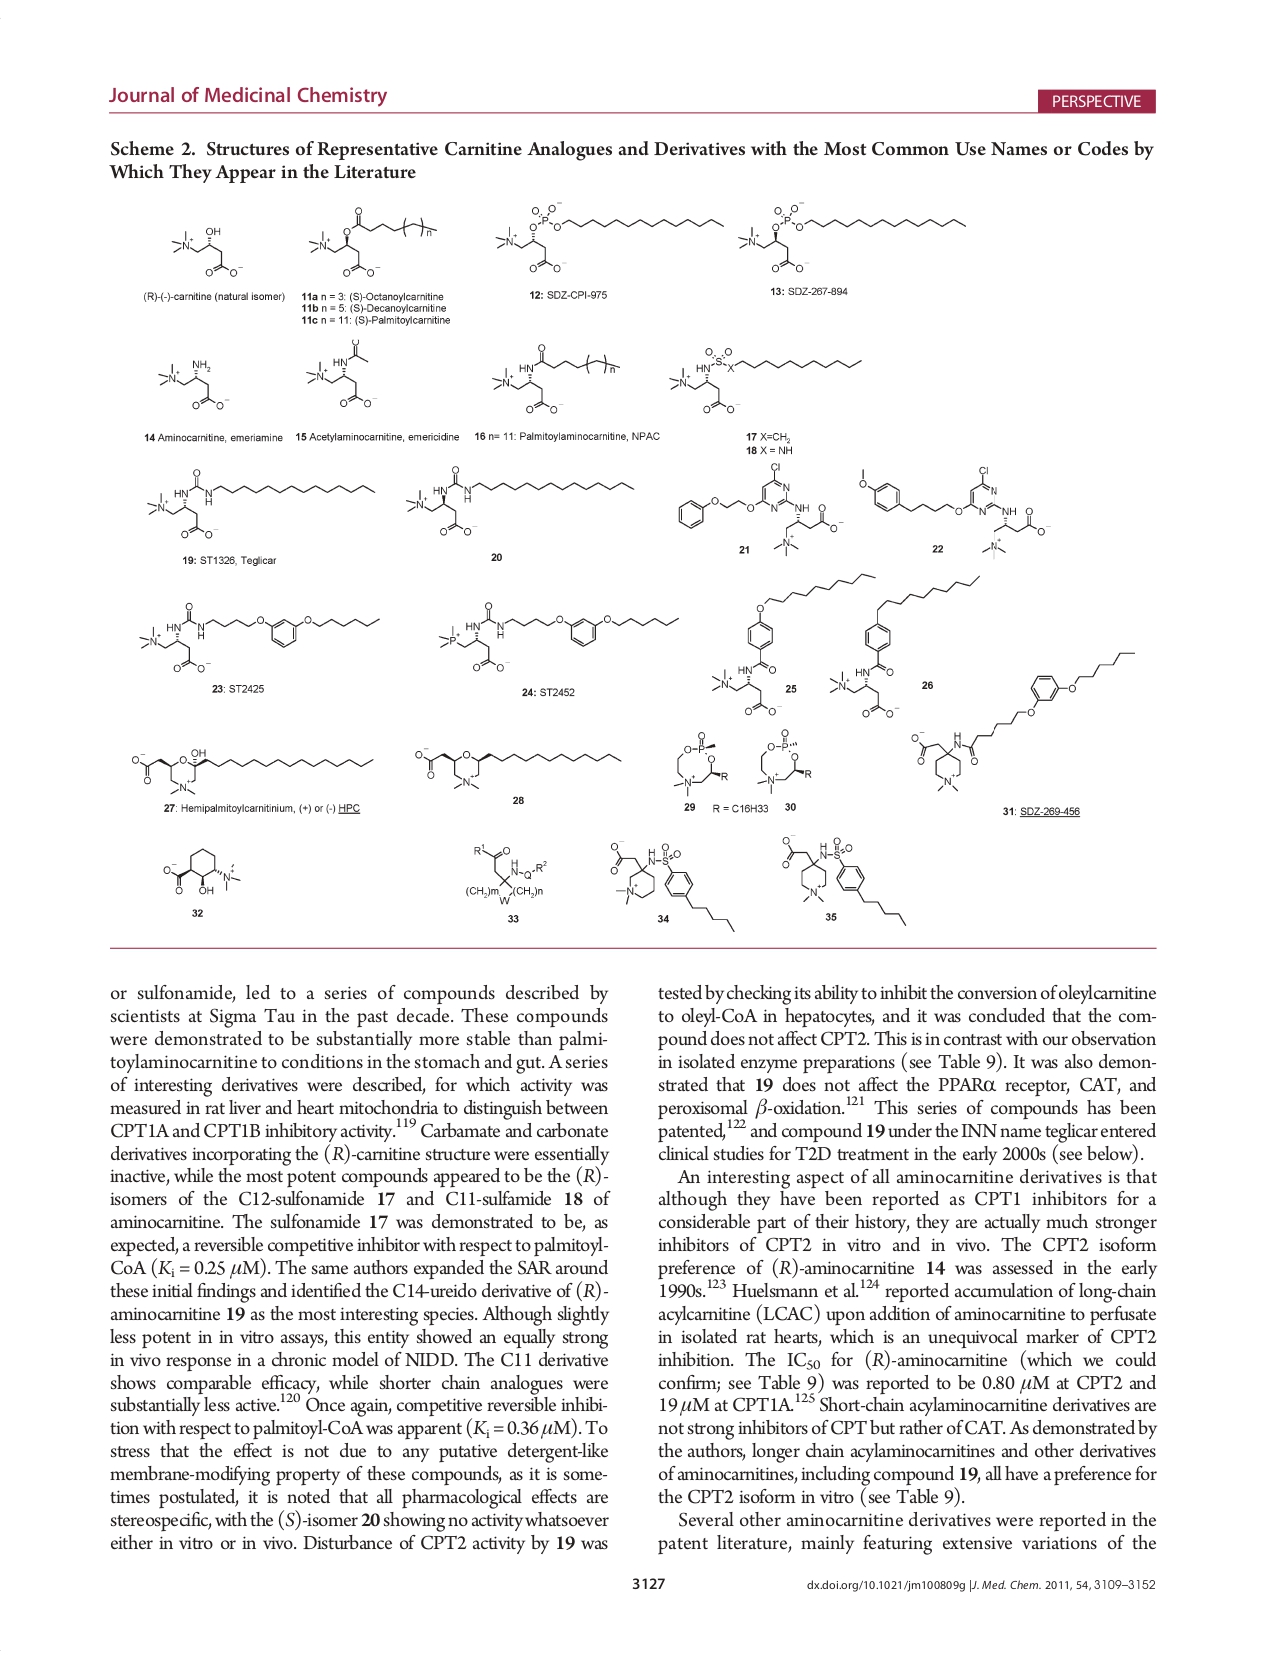 Journal of Medicinal Chemistry
PERSPECTIVE
Scheme 2. Structures of Representative Carnitine Analogues and Derivatives with the Most Common Use Names or Codes by
Which They Appear in the Literature
(R)-(-)-carnitine (natural isomer)
11a n = 3: (S)-Octanoylcarnitine
11b n = 5: (S)-Decanoylcarnitine
11c n = 11: (S)-Palmitoylcarnitine
12: SDZ-CPI-975
13: SDZ-267-894
14 Aminocarnitine, emeriamine
15 Acetylaminocarnitine, emericidine
16 n= 11: Palmitoylaminocarnitine, NPAC
17 X=CH2
18 X = NH
19: ST1326, Teglicar
20
21
22
23: ST2425
24: ST2452
25
26
27: Hemipalmitoylcarnitinium, (+) or (-) HPC
28
29 R = C16H33 30
31: SDZ-269-456
32
33
34
35
or sulfonamide, led to a series of compounds described by
scientists at Sigma Tau in the past decade. These compounds
were demonstrated to be substantially more stable than palmi-
toylaminocarnitine to conditions in the stomach and gut. A series
of interesting derivatives were described, for which activity was
measured in rat liver and heart mitochondria to distinguish between
CPT1A and CPT1B inhibitory activity.119 Carbamate and carbonate
derivatives incorporating the (R)-carnitine structure were essentially
inactive, while the most potent compounds appeared to be the (R)-
isomers of the C12-sulfonamide 17 and C11-sulfamide 18 of
aminocarnitine. The sulfonamide 17 was demonstrated to be, as
expected, a reversible competitive inhibitor with respect to palmitoyl-
CoA (Ki = 0.25 μM). The same authors expanded the SAR around
these initial findings and identified the C14-ureido derivative of (R)-
aminocarnitine 19 as the most interesting species. Although slightly
less potent in in vitro assays, this entity showed an equally strong
in vivo response in a chronic model of NIDD. The C11 derivative
shows comparable efficacy, while shorter chain analogues were
substantially less active.120 Once again, competitive reversible inhibi-
tion with respect to palmitoyl-CoA was apparent (Ki = 0.36 μM). To
stress that the effect is not due to any putative detergent-like
membrane-modifying property of these compounds, as it is some-
times postulated, it is noted that all pharmacological effects are
stereospecific, with the (S)-isomer 20 showing no activity whatsoever
either in vitro or in vivo. Disturbance of CPT2 activity by 19 was
tested by checking its ability to inhibit the conversion of oleylcarnitine
to oleyl-CoA in hepatocytes, and it was concluded that the com-
pound does not affect CPT2. This is in contrast with our observation
in isolated enzyme preparations (see Table 9). It was also demon-
strated that 19 does not affect the PPARα receptor, CAT, and
peroxisomal β-oxidation.121 This series of compounds has been
patented,122 and compound 19 under the INN name teglicar entered
clinical studies for T2D treatment in the early 2000s (see below).
An interesting aspect of all aminocarnitine derivatives is that
although they have been reported as CPT1 inhibitors for a
considerable part of their history, they are actually much stronger
inhibitors of CPT2 in vitro and in vivo. The CPT2 isoform
preference of (R)-aminocarnitine 14 was assessed in the early
1990s.123 Huelsmann et al.124 reported accumulation of long-chain
acylcarnitine (LCAC) upon addition of aminocarnitine to perfusate
in isolated rat hearts, which is an unequivocal marker of CPT2
inhibition. The IC50 for (R)-aminocarnitine (which we could
confirm; see Table 9) was reported to be 0.80 μM at CPT2 and
19 μM at CPT1A.125 Short-chain acylaminocarnitine derivatives are
not strong inhibitors of CPT but rather of CAT. As demonstrated by
the authors, longer chain acylaminocarnitines and other derivatives
of aminocarnitines, including compound 19, all have a preference for
the CPT2 isoform in vitro (see Table 9).
Several other aminocarnitine derivatives were reported in the
patent literature, mainly featuring extensive variations of the
3127
dx.doi.org/10.1021/jm100809g |J. Med. Chem. 2011, 54, 3109–3152